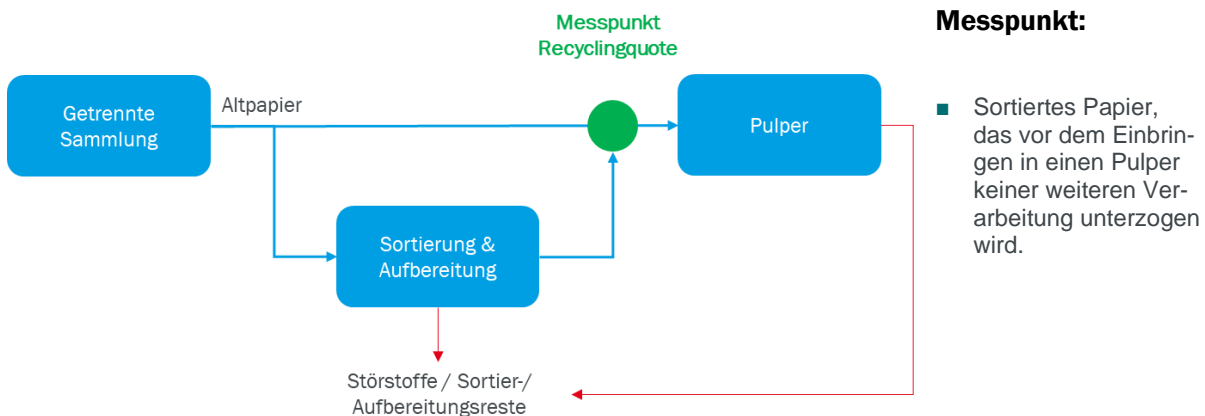 Messpunkt
Recyclingquote
Messpunkt:
Getrennte
Sammlung
Altpapier
Pulper
Sortiertes Papier,
das vor dem Einbrin-
gen in einen Pulper
keiner weiteren Ver-
arbeitung unterzogen
wird.
Sortierung &
Aufbereitung
Störstoffe / Sortier-/
Aufbereitungsreste